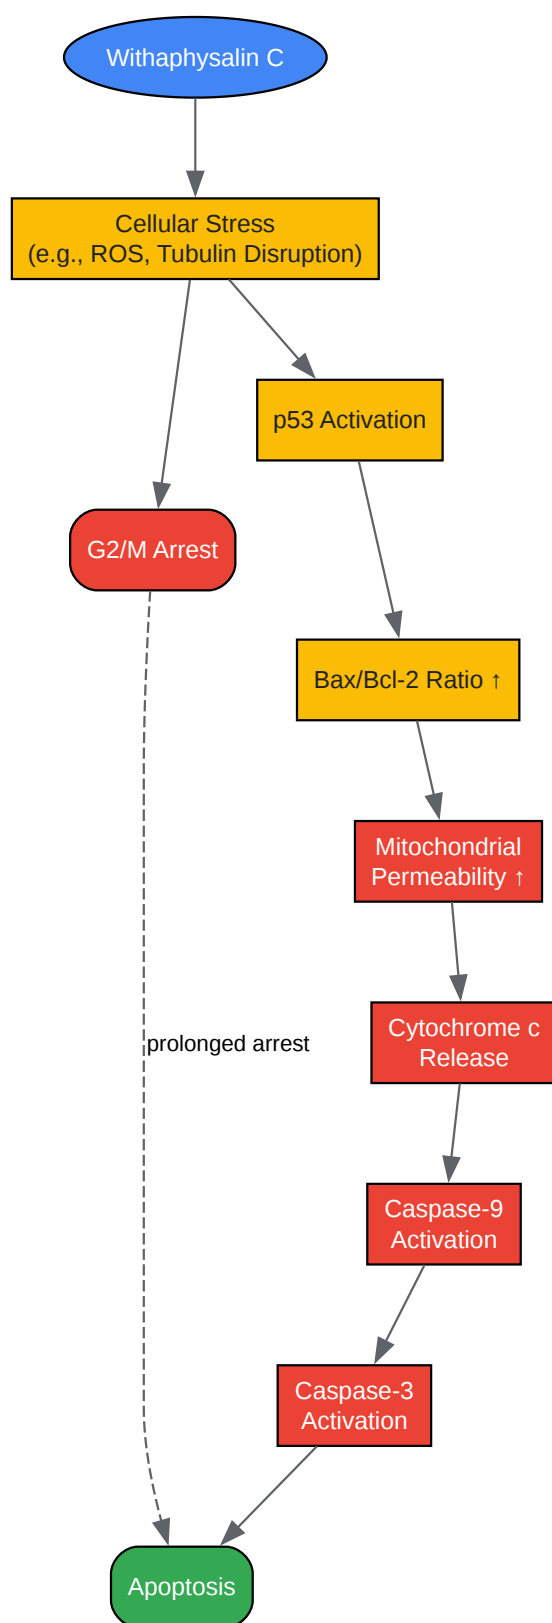 Withaphysalin C
Cellular Stress
(e.g., ROS, Tubulin Disruption)
p53 Activation
G2/M Arrest
Bax/Bcl-2 Ratio ↑
Mitochondrial
Permeability ↑
Cytochrome c
Release
prolonged arrest
Caspase-9
Activation
Caspase-3
Activation
Apoptosis